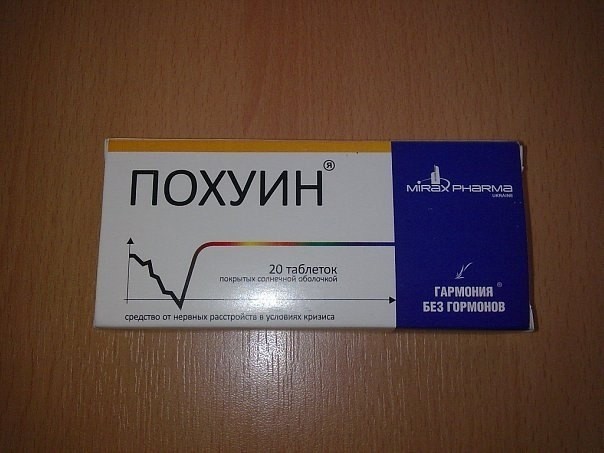 ПОХУИН®
20 таблеток
покрытых солнечной оболочкой
средство от нервных расстройств в условиях кризиса
MIRAX PHARMA
UKRAINE
ГАРМОНИЯ®
БЕЗ ГОРМОНОВ